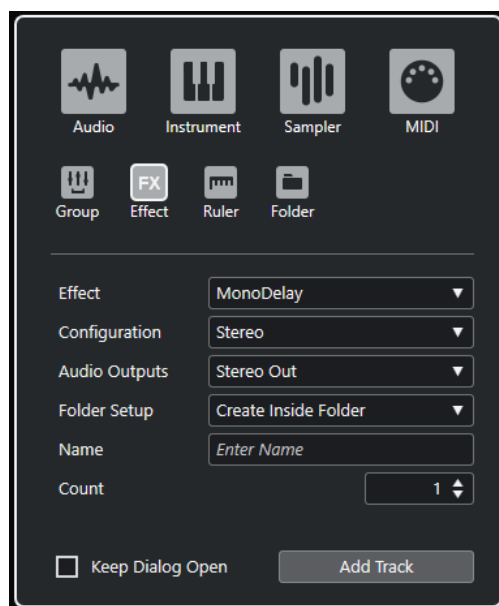 Audio Instrument Sampler MIDI
FX
Group Effect Ruler Folder
Effect MonoDelay
Configuration Stereo
Audio Outputs Stereo Out
Folder Setup Create Inside Folder
Name Enter Name
Count 1
Keep Dialog Open Add Track